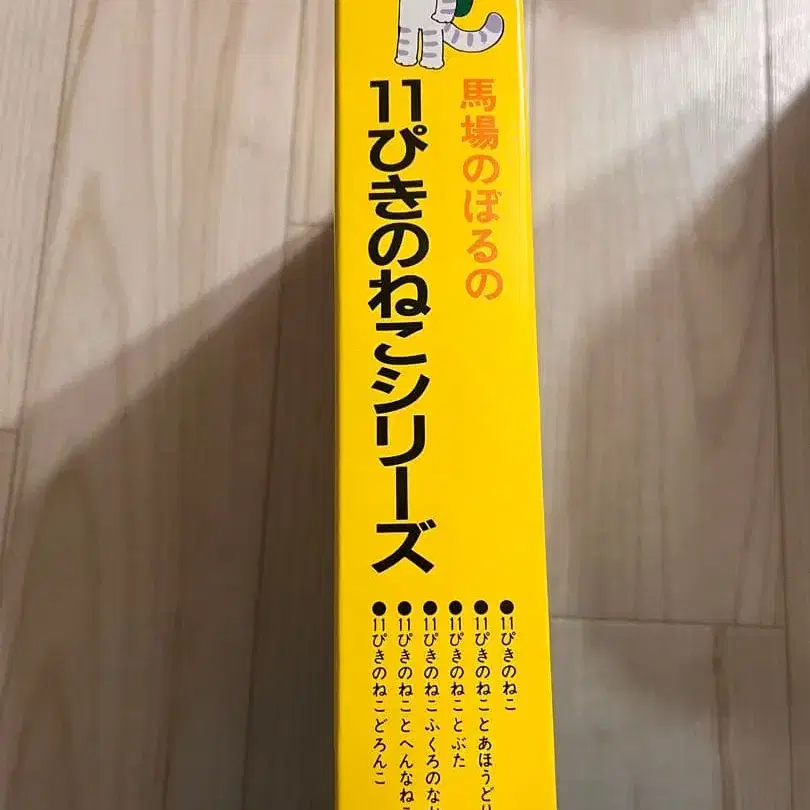 馬場のぼるの
11ぴきのねこシリーズ
●11ぴきのねこ
●11ぴきのねことあほうどり
●11ぴきのねことぶた
●11ぴきのねこふくろのな
●11ぴきのねことへんなね
●11ぴきのねこどろんこ